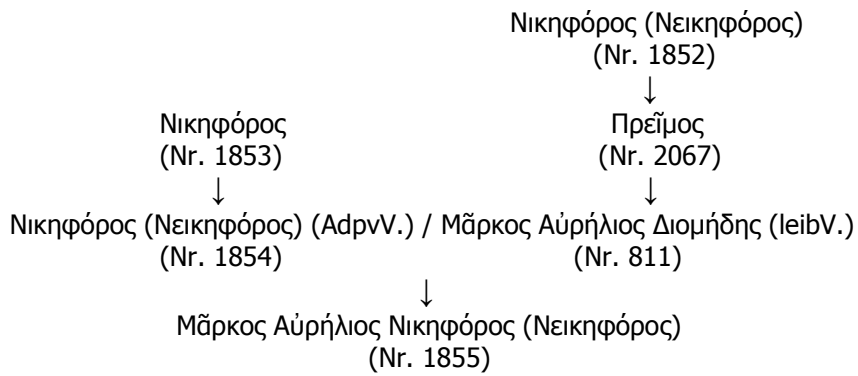 Νικηφόρος (Νεικηφόρος)
(Nr. 1852)
↓
Νικηφόρος Πρεῖμος
(Nr. 1853) (Nr. 2067)
↓ ↓
Νικηφόρος (Νεικηφόρος) (AdpvV.) / Μᾶρκος Αὐρήλιος Διομήδης (leibV.)
(Nr. 1854) (Nr. 811)
↓
Μᾶρκος Αὐρήλιος Νικηφόρος (Νεικηφόρος)
(Nr. 1855)